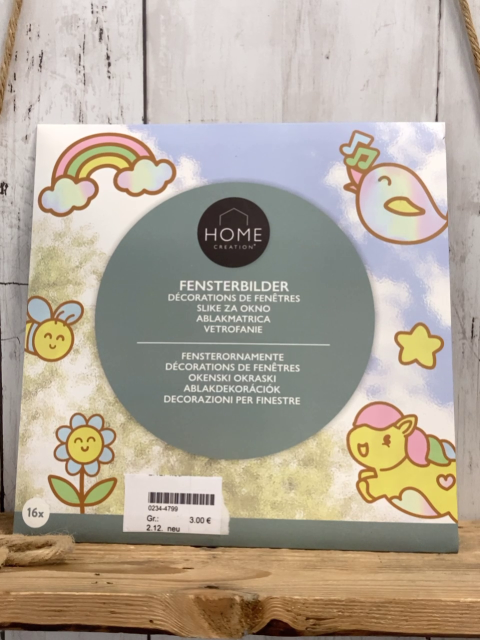 HOME
CREATION®
FENSTERBILDER
DÉCORATIONS DE FENÊTRES
SLIKE ZA OKNO
ABLAKMATRICA
VETROFANIE
FENSTERORNAMENTE
DÉCORATIONS DE FENÊTRES
OKENSKI OKRASKI
ABLAKDEKORÁCIÓK
DECORAZIONI PER FINESTRE
16x
0234-4799
Gr.: 3.00 €
2.12. neu